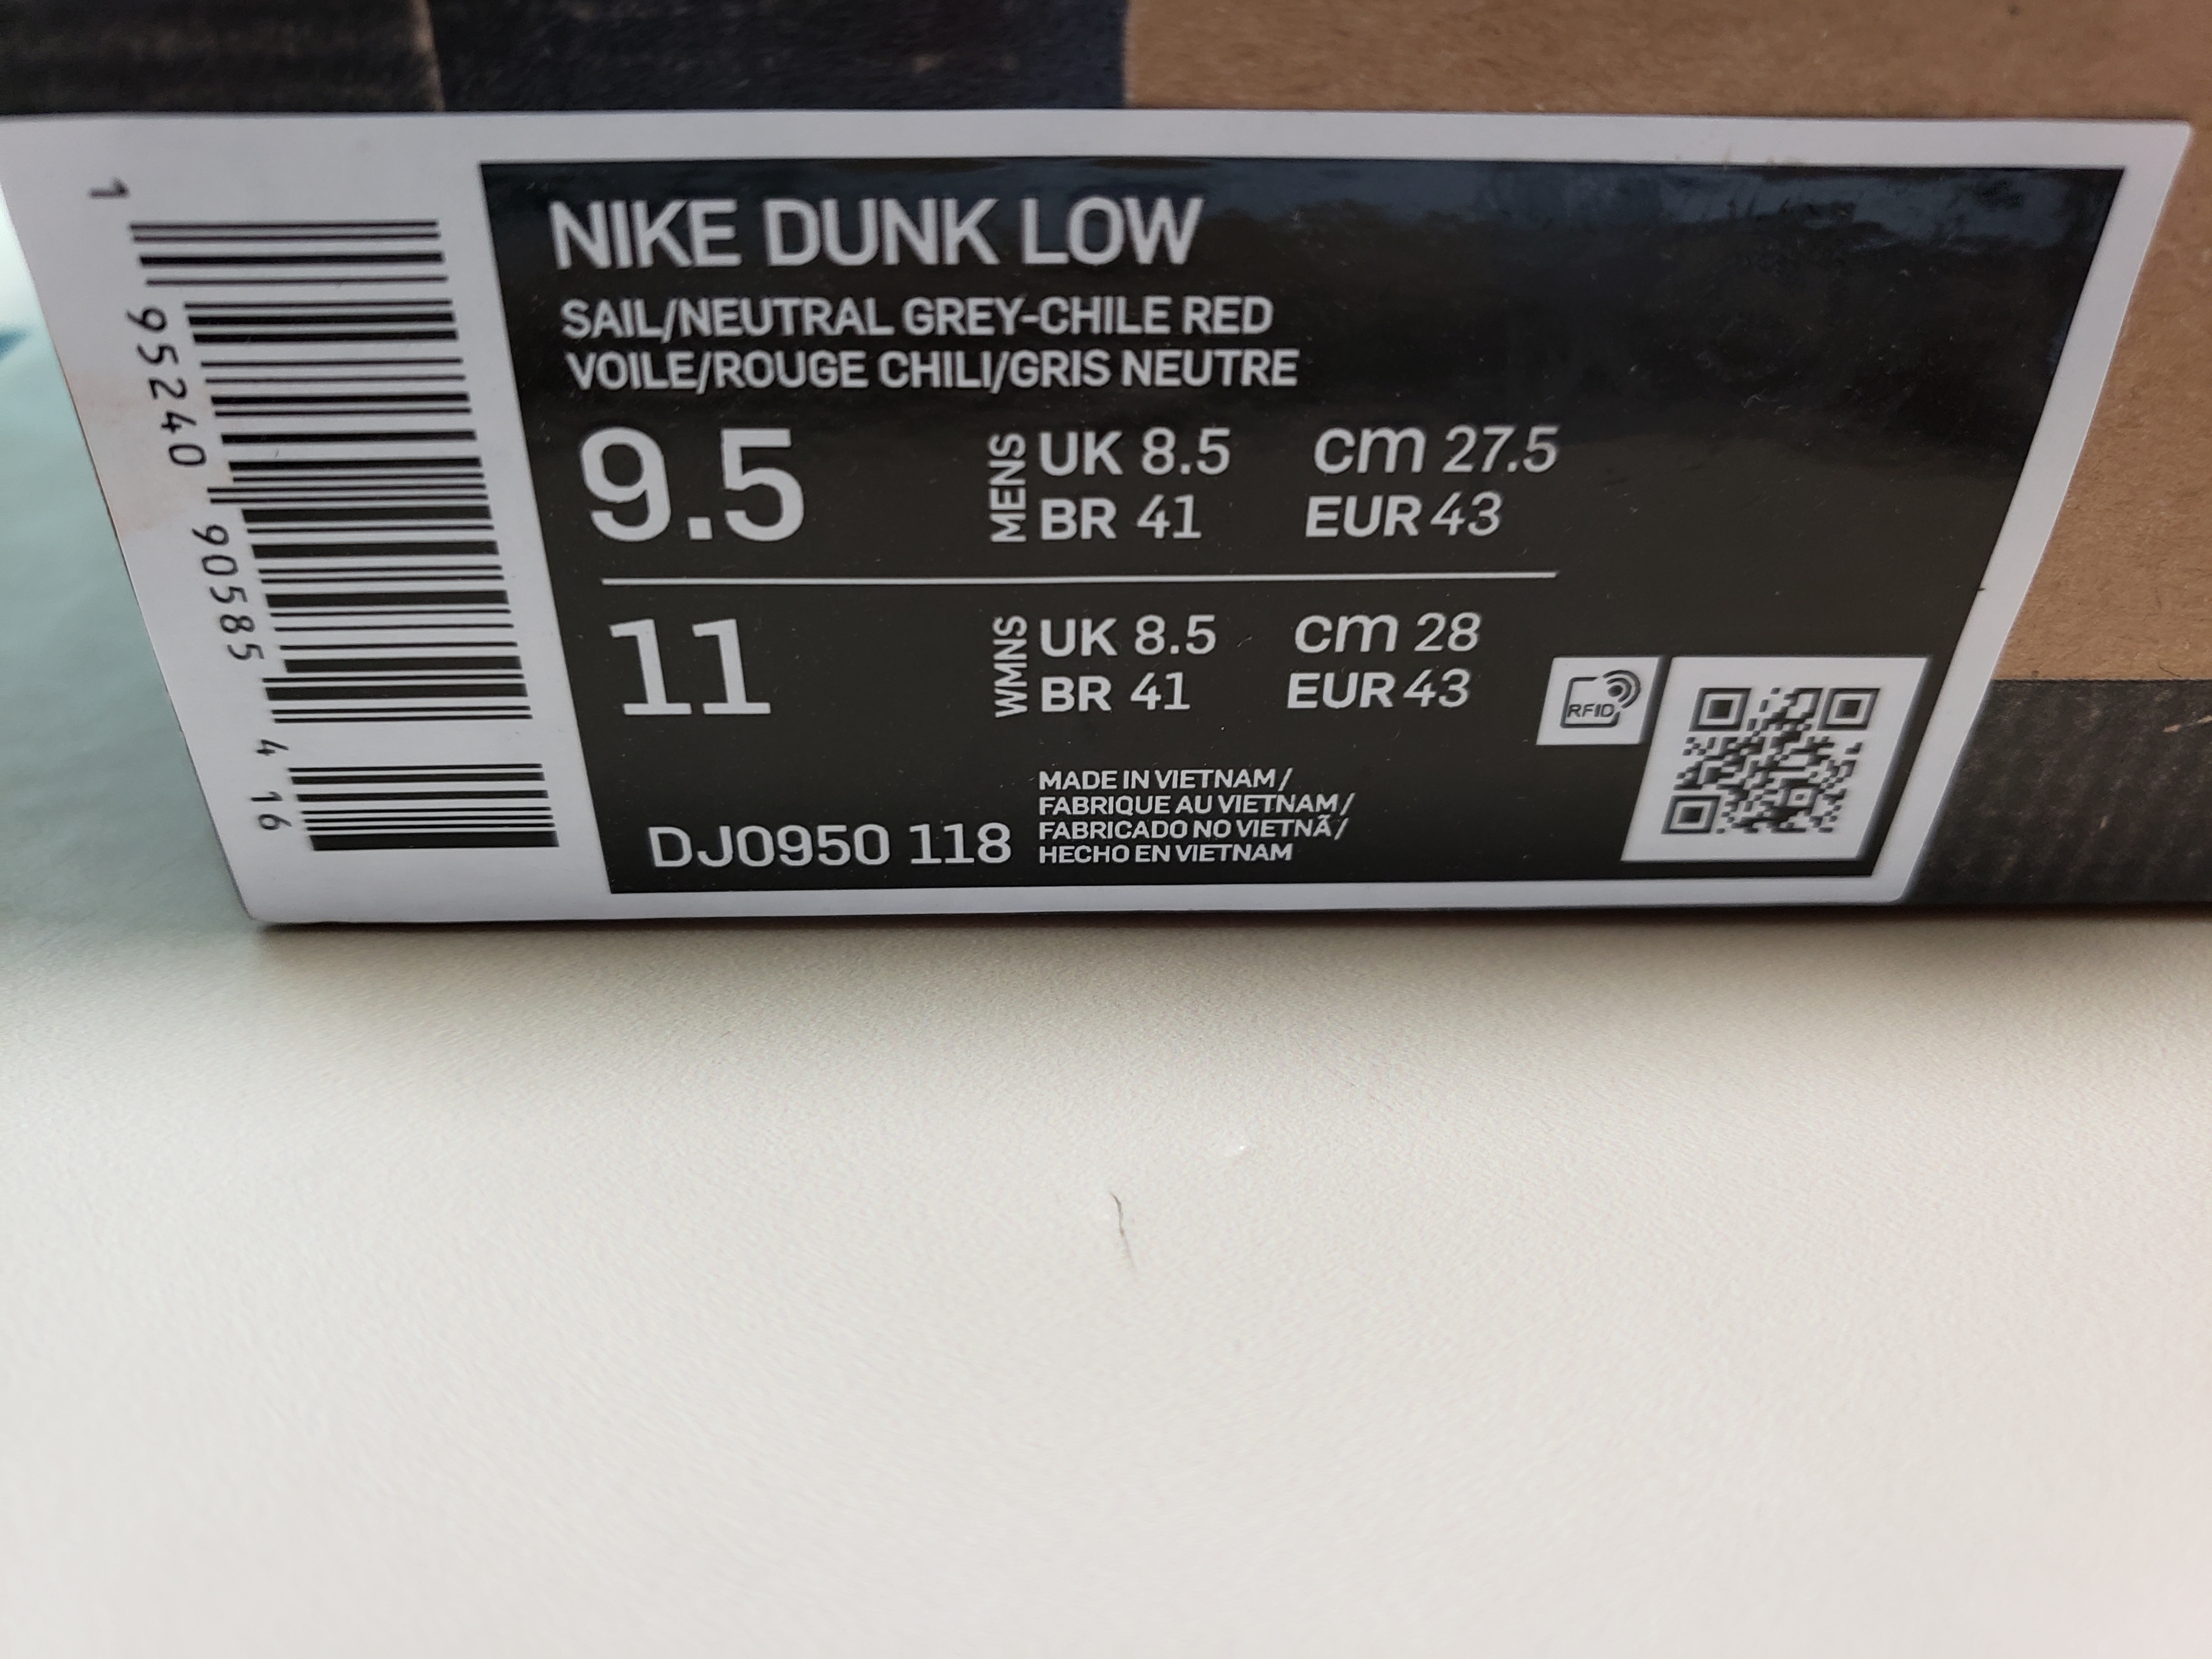 NIKE DUNK LOW
SAIL/NEUTRAL GREY-CHILE RED
VOILE/ROUGE CHILI/GRIS NEUTRE
9.5
MENS
UK 8.5 cm 27.5
BR 41 EUR 43
11
WMNS
UK 8.5 cm 28
BR 41 EUR 43
RFID
DJ0950 118
MADE IN VIETNAM/
FABRIQUE AU VIETNAM/
FABRICADO NO VIETNÃ/
HECHO EN VIETNAM
1 95240 90585 4 16